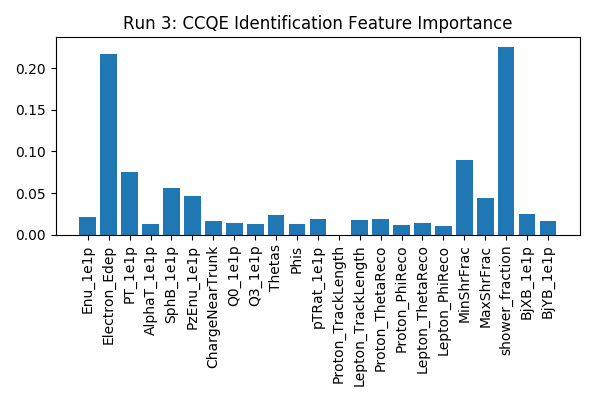 Run 3: CCQE Identification Feature Importance
0.20
0.15
0.10
0.05
0.00
Enu_1e1p
Electron_Edep
PT_1e1p
AlphaT_1e1p
SphB_1e1p
PzEnu_1e1p
ChargeNearTrunk
Q0_1e1p
Q3_1e1p
Thetas
Phis
pTRat_1e1p
Proton_TrackLength
Lepton_TrackLength
Proton_ThetaReco
Proton_PhiReco
Lepton_ThetaReco
Lepton_PhiReco
MinShrFrac
MaxShrFrac
shower_fraction
BjXB_1e1p
BjYB_1e1p